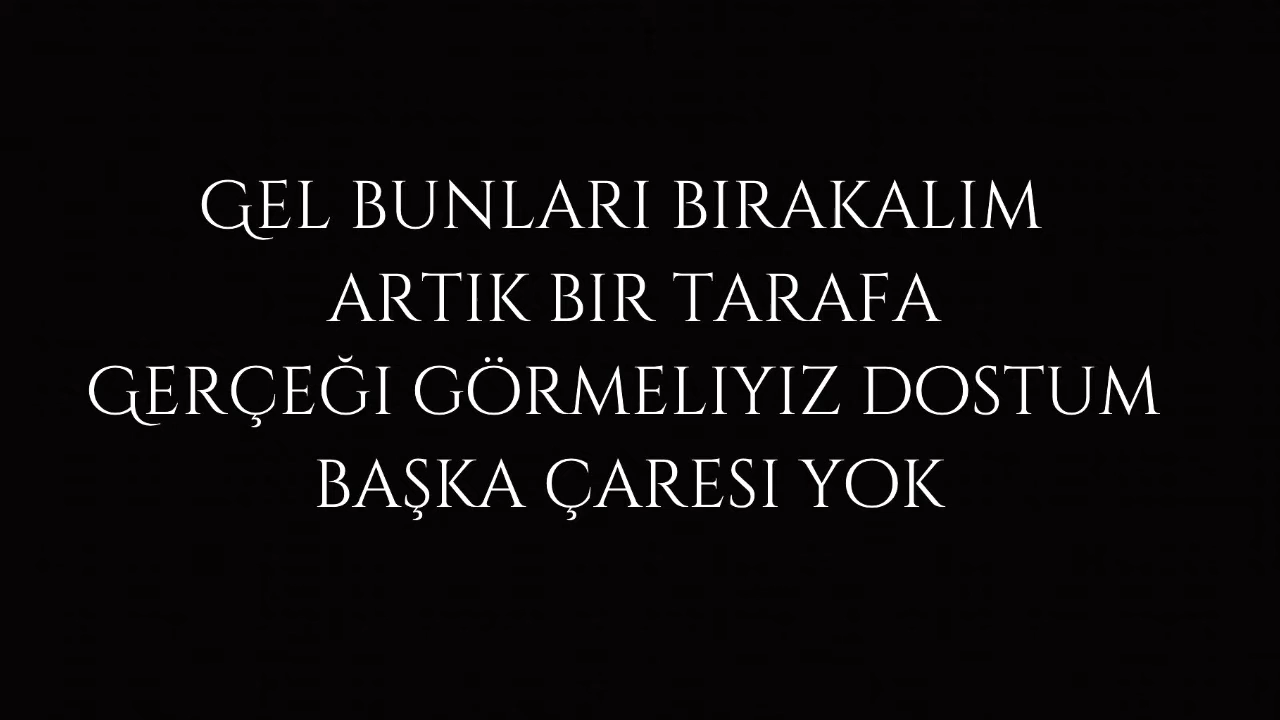 GEL BUNLARI BIRAKALIM
ARTIK BIR TARAFA
GERÇEĞI GÖRMELIYIZ DOSTUM
BAŞKA ÇARESI YOK